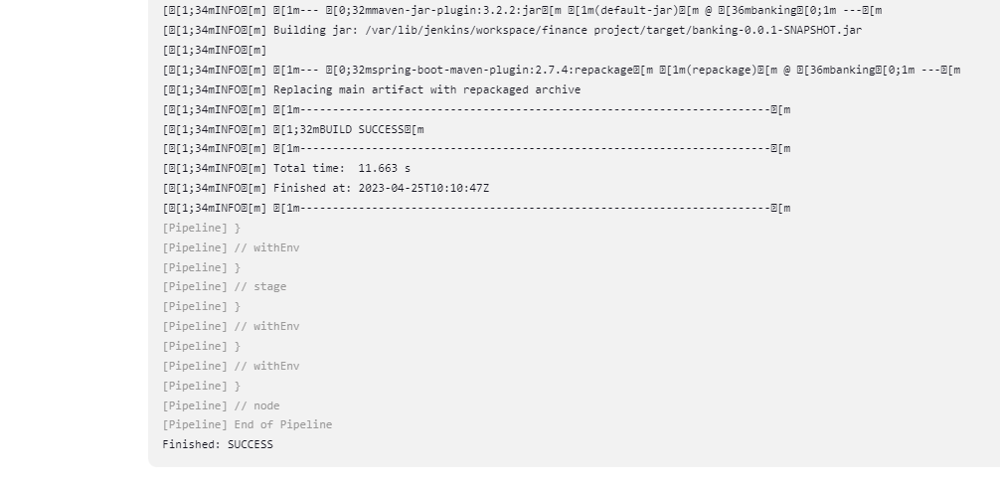 [�[1;34mINFO�[m] �[1m--- �[0;32mmaven-jar-plugin:3.2.2:jar�[m �[1m(default-jar)�[m @ �[36mbanking�[0;1m ---�[m
[�[1;34mINFO�[m] Building jar: /var/lib/jenkins/workspace/finance project/target/banking-0.0.1-SNAPSHOT.jar
[�[1;34mINFO�[m]
[�[1;34mINFO�[m] �[1m--- �[0;32mspring-boot-maven-plugin:2.7.4:repackage�[m �[1m(repackage)�[m @ �[36mbanking�[0;1m ---�[m
[�[1;34mINFO�[m] Replacing main artifact with repackaged archive
[�[1;34mINFO�[m] �[1m------------------------------------------------------------------------�[m
[�[1;34mINFO�[m] �[1;32mBUILD SUCCESS�[m
[�[1;34mINFO�[m] �[1m------------------------------------------------------------------------�[m
[�[1;34mINFO�[m] Total time:  11.663 s
[�[1;34mINFO�[m] Finished at: 2023-04-25T10:10:47Z
[�[1;34mINFO�[m] �[1m------------------------------------------------------------------------�[m
[Pipeline] }
[Pipeline] // withEnv
[Pipeline] }
[Pipeline] // stage
[Pipeline] }
[Pipeline] // withEnv
[Pipeline] }
[Pipeline] // withEnv
[Pipeline] }
[Pipeline] // node
[Pipeline] End of Pipeline
Finished: SUCCESS